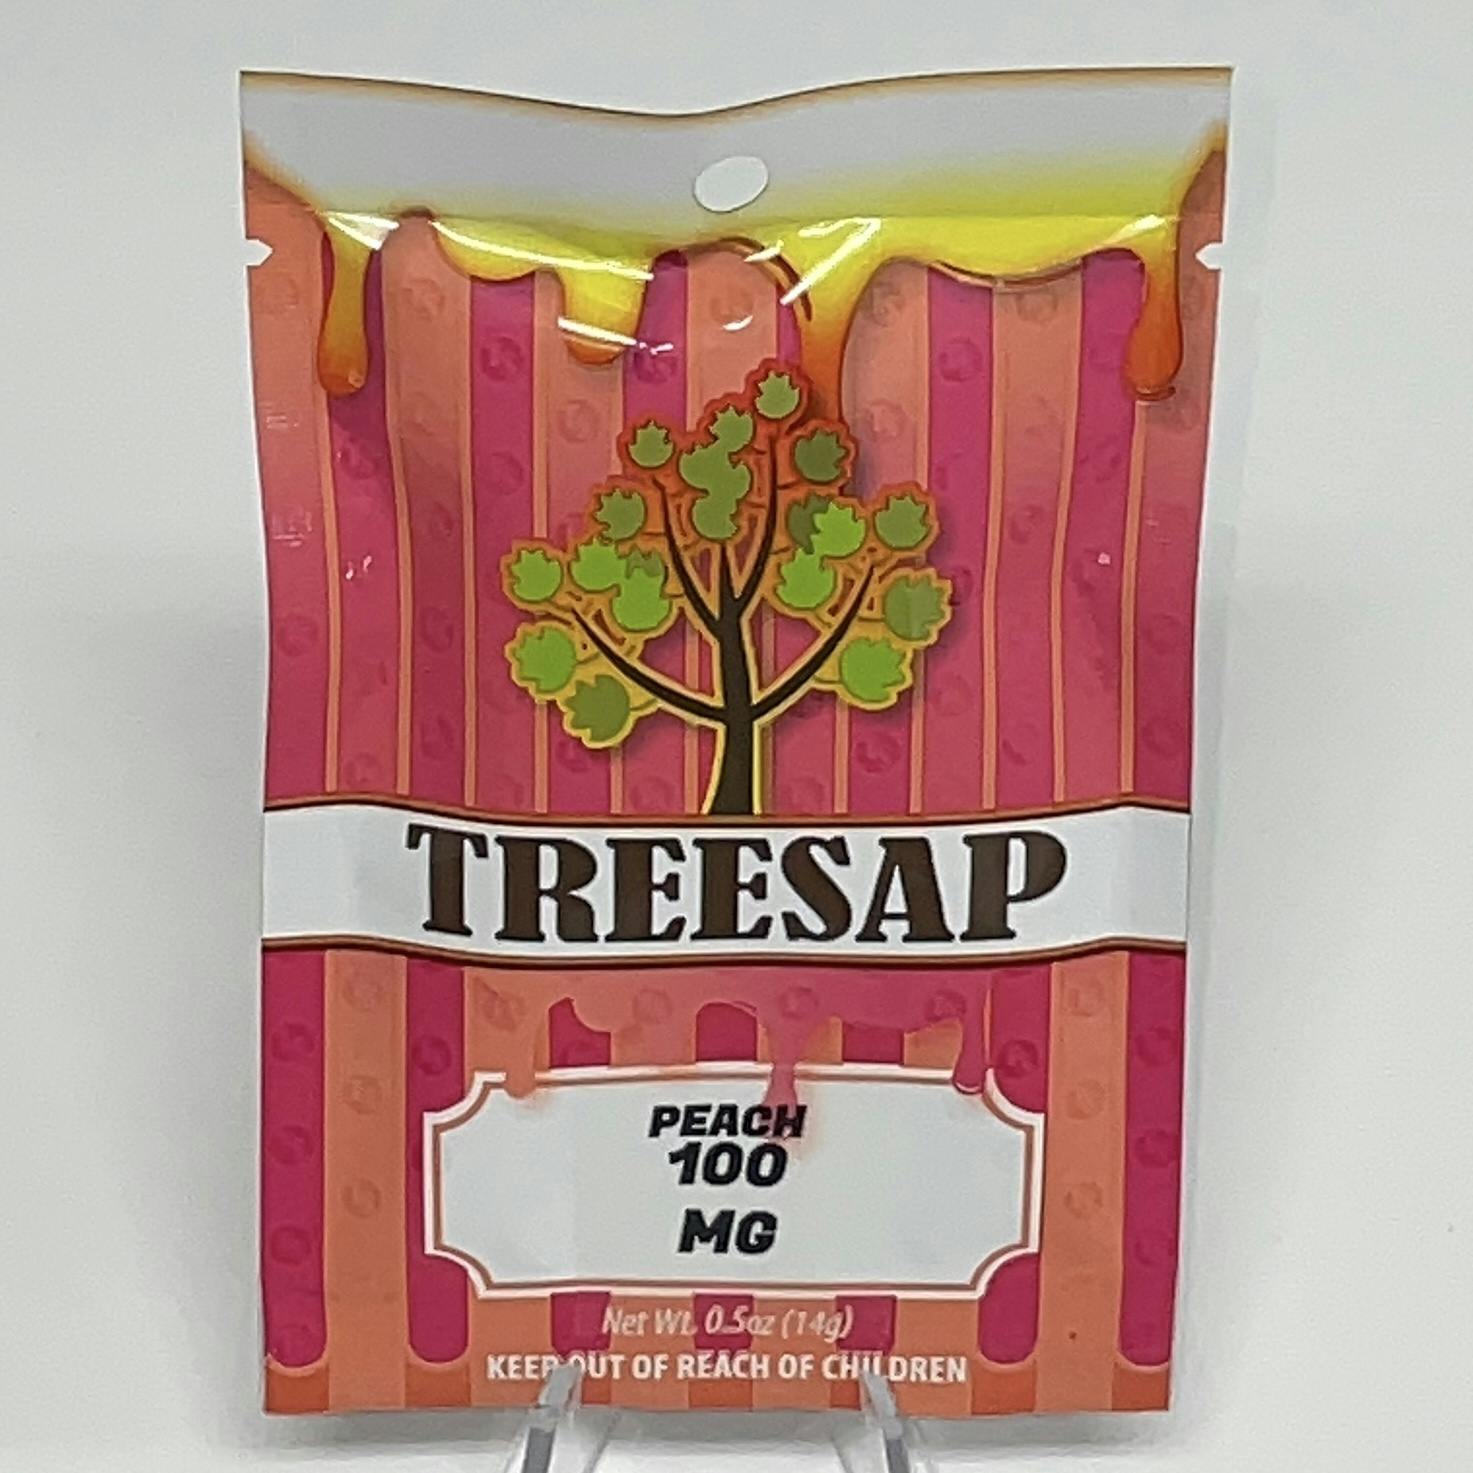 TREESAP
PEACH
100
MG
Net Wt. 0.5oz (14g)
KEEP OUT OF REACH OF CHILDREN